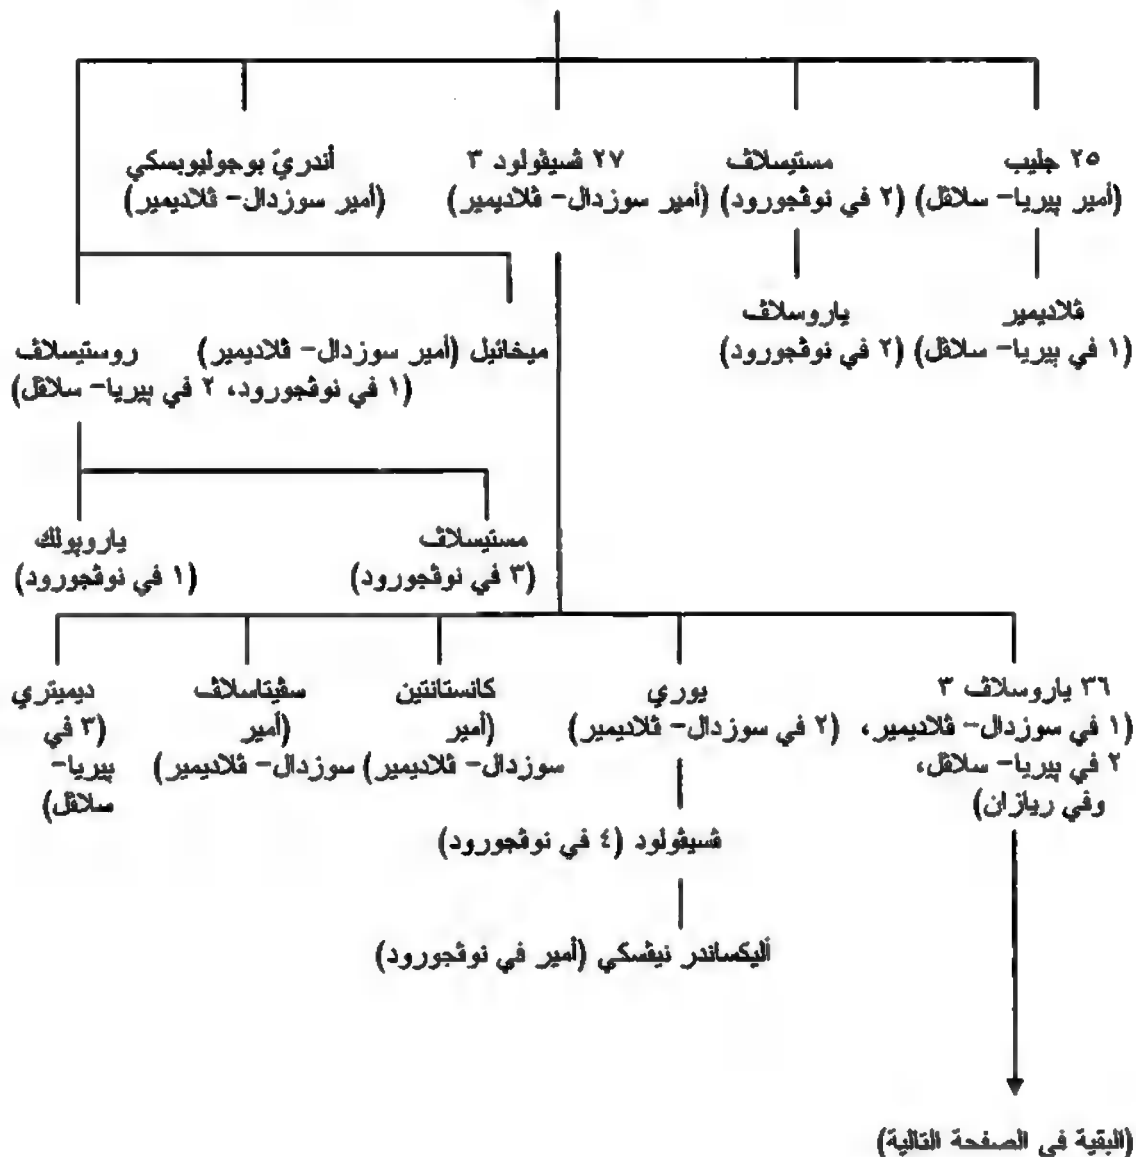 ٢٥ جليب
(أمير بيريا- سلاڤل)
مستيسلاڤ
(٢ في نوڤجورود)
٢٧ ڤسيڤولود ٣
(أمير سوزدال- ڤلاديمير)
أندريّ بوجوليوبسكي
(أمير سوزدال- ڤلاديمير)
ڤلاديمير
(١ في بيريا- سلاڤل)
ياروسلاڤ
(٢ في نوڤجورود)
ميخائيل (أمير سوزدال- ڤلاديمير)
روستيسلاڤ
(١ في نوڤجورود، ٢ في بيريا- سلاڤل)
مستيسلاڤ
(٣ في نوڤجورود)
ياروبولك
(١ في نوڤجورود)
٣٦ ياروسلاڤ ٣
(١ في سوزدال- ڤلاديمير،
٢ في بيريا- سلاڤل،
وفي ريازان)
يوري
(٢ في سوزدال- ڤلاديمير)
كانستانتين
(أمير
سوزدال- ڤلاديمير)
سڤيتاسلاڤ
(أمير
سوزدال- ڤلاديمير)
ديميتري
(٣ في
بيريا-
سلاڤل)
ڤسيڤولود (٤ في نوڤجورود)
أليكساندر نيڤسكي (أمير في نوڤجورود)
(البقية في الصفحة التالية)